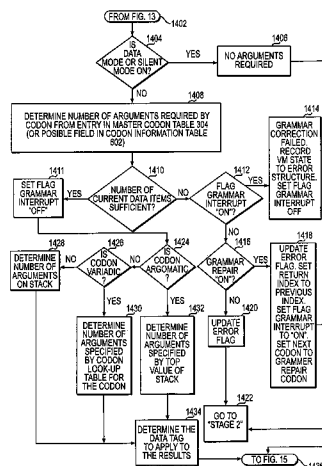 FROM FIG. 13
1402
1404
IS
DATA
MODE OR SILENT
MODE ON?
YES
1406
NO ARGUMENTS
REQUIRED
NO
1408
DETERMINE NUMBER OF ARGUMENTS REQUIRED BY
CODON FROM ENTRY IN MASTER CODON TABLE 304
(OR POSIBLE FIELD IN CODON INFORMATION TABLE
602)
1414
GRAMMAR
CORRECTION
FAILED.
RECORD
VM STATE
TO ERROR
STRUCTURE.
SET FLAG
GRAMMAR
INTERRUPT
OFF
1411
SET FLAG
GRAMMAR
INTERRUPT
"OFF"
YES
1410
NUMBER OF
CURRENT DATA ITEMS
SUFFICIENT?
NO
1412
FLAG
GRAMMAR
INTERRUPT
"ON"?
YES
NO
1428
DETERMINE
NUMBER OF
ARGUMENTS
ON STACK
NO
1426
IS
CODON
VARIADIC
?
NO
1424
IS
CODON
ARGOMATIC
?
1416
GRAMMAR
REPAIR
"ON"?
YES
1418
UPDATE
ERROR
FLAG. SET
RETURN
INDEX TO
PREVIOUS
INDEX. SET
FLAG
GRAMMAR
INTERRUPT
TO "ON"
SET NEXT
CODON TO
GRAMMER
REPAIR
CODON
YES
1430
DETERMINE
NUMBER OF
ARGUMENTS
SPECIFIED
BY CODON
LOOK-UP
TABLE FOR
THE CODON
YES
1432
DETERMINE
NUMBER OF
ARGUMENTS
SPECIFIED
BY TOP
VALUE OF
STACK
NO
1420
UPDATE
ERROR
FLAG
1422
GO TO
"STAGE 2"
1434
DETERMINE THE
DATA TAG
TO APPLY TO
THE RESULTS
TO FIG. 15